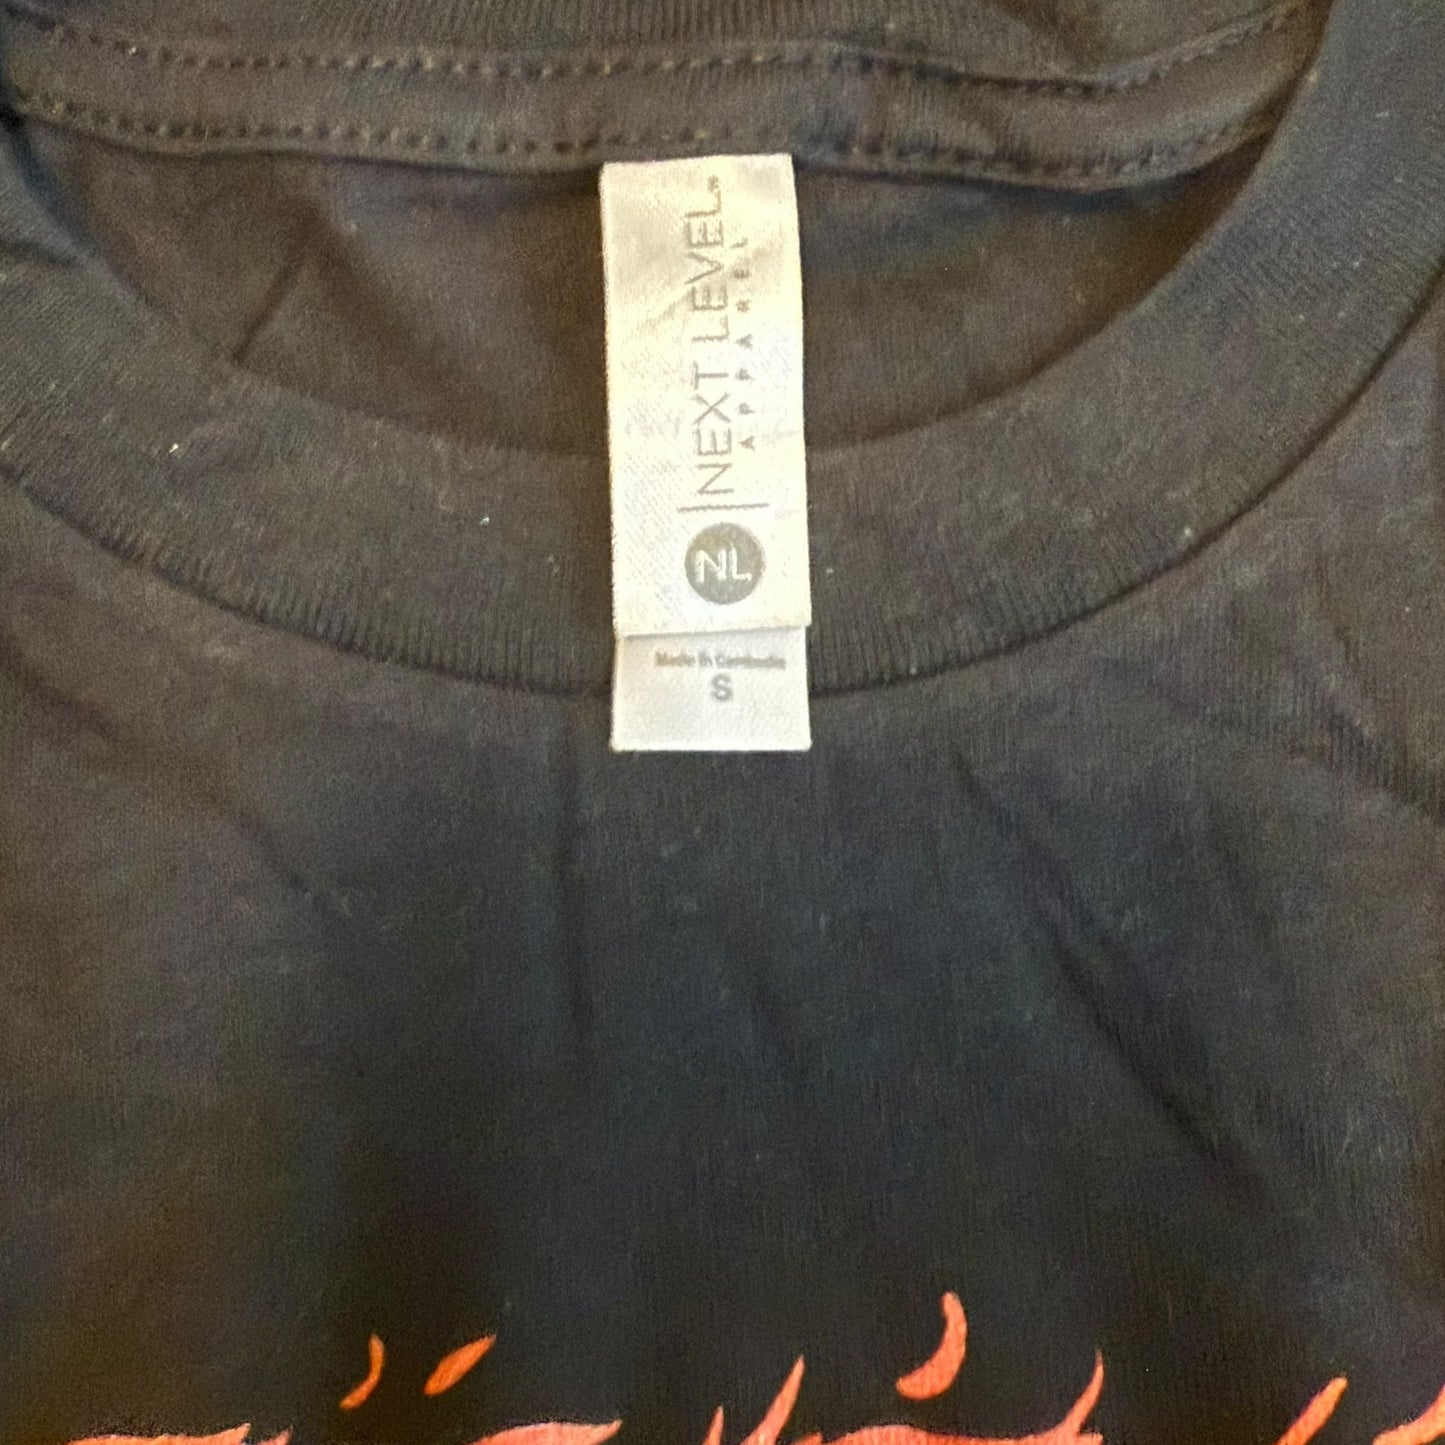 NEXT LEVEL
APPAREL
NL
Made in Cambodia
S